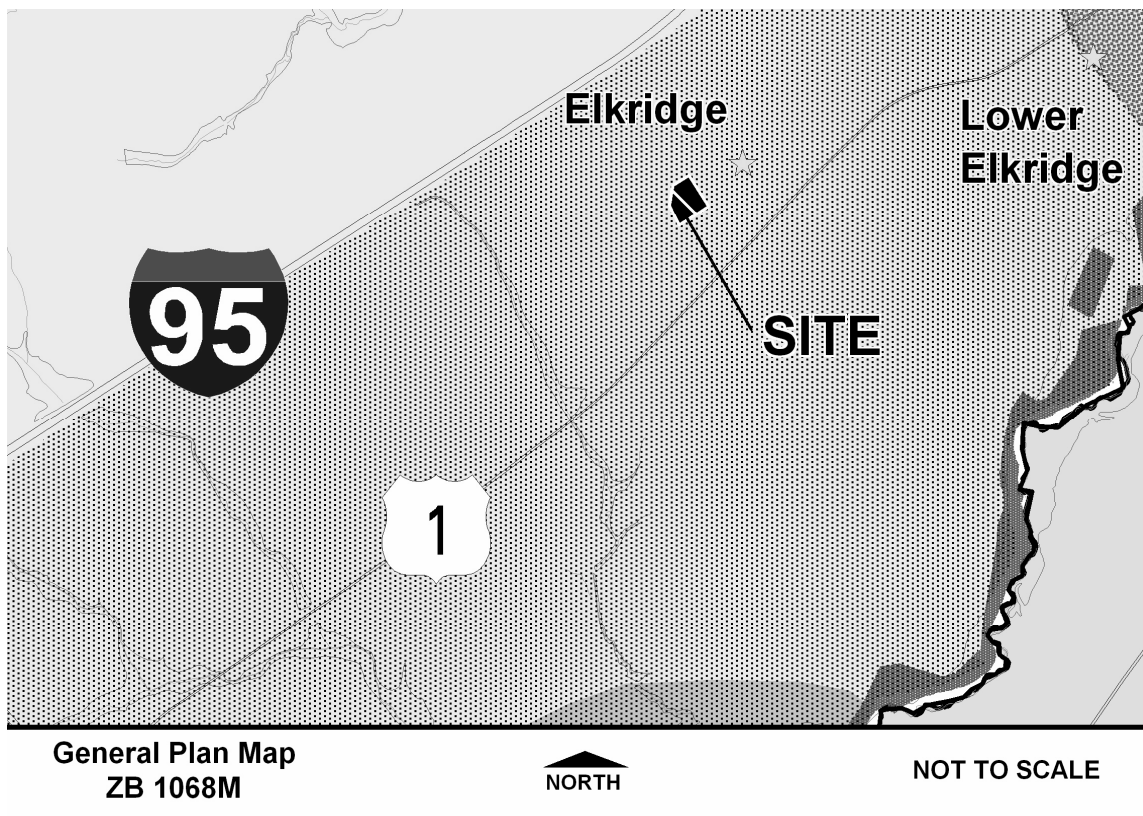 Elkridge
Lower
Elkridge
95
SITE
1
General Plan Map
ZB 1068M
NORTH
NOT TO SCALE